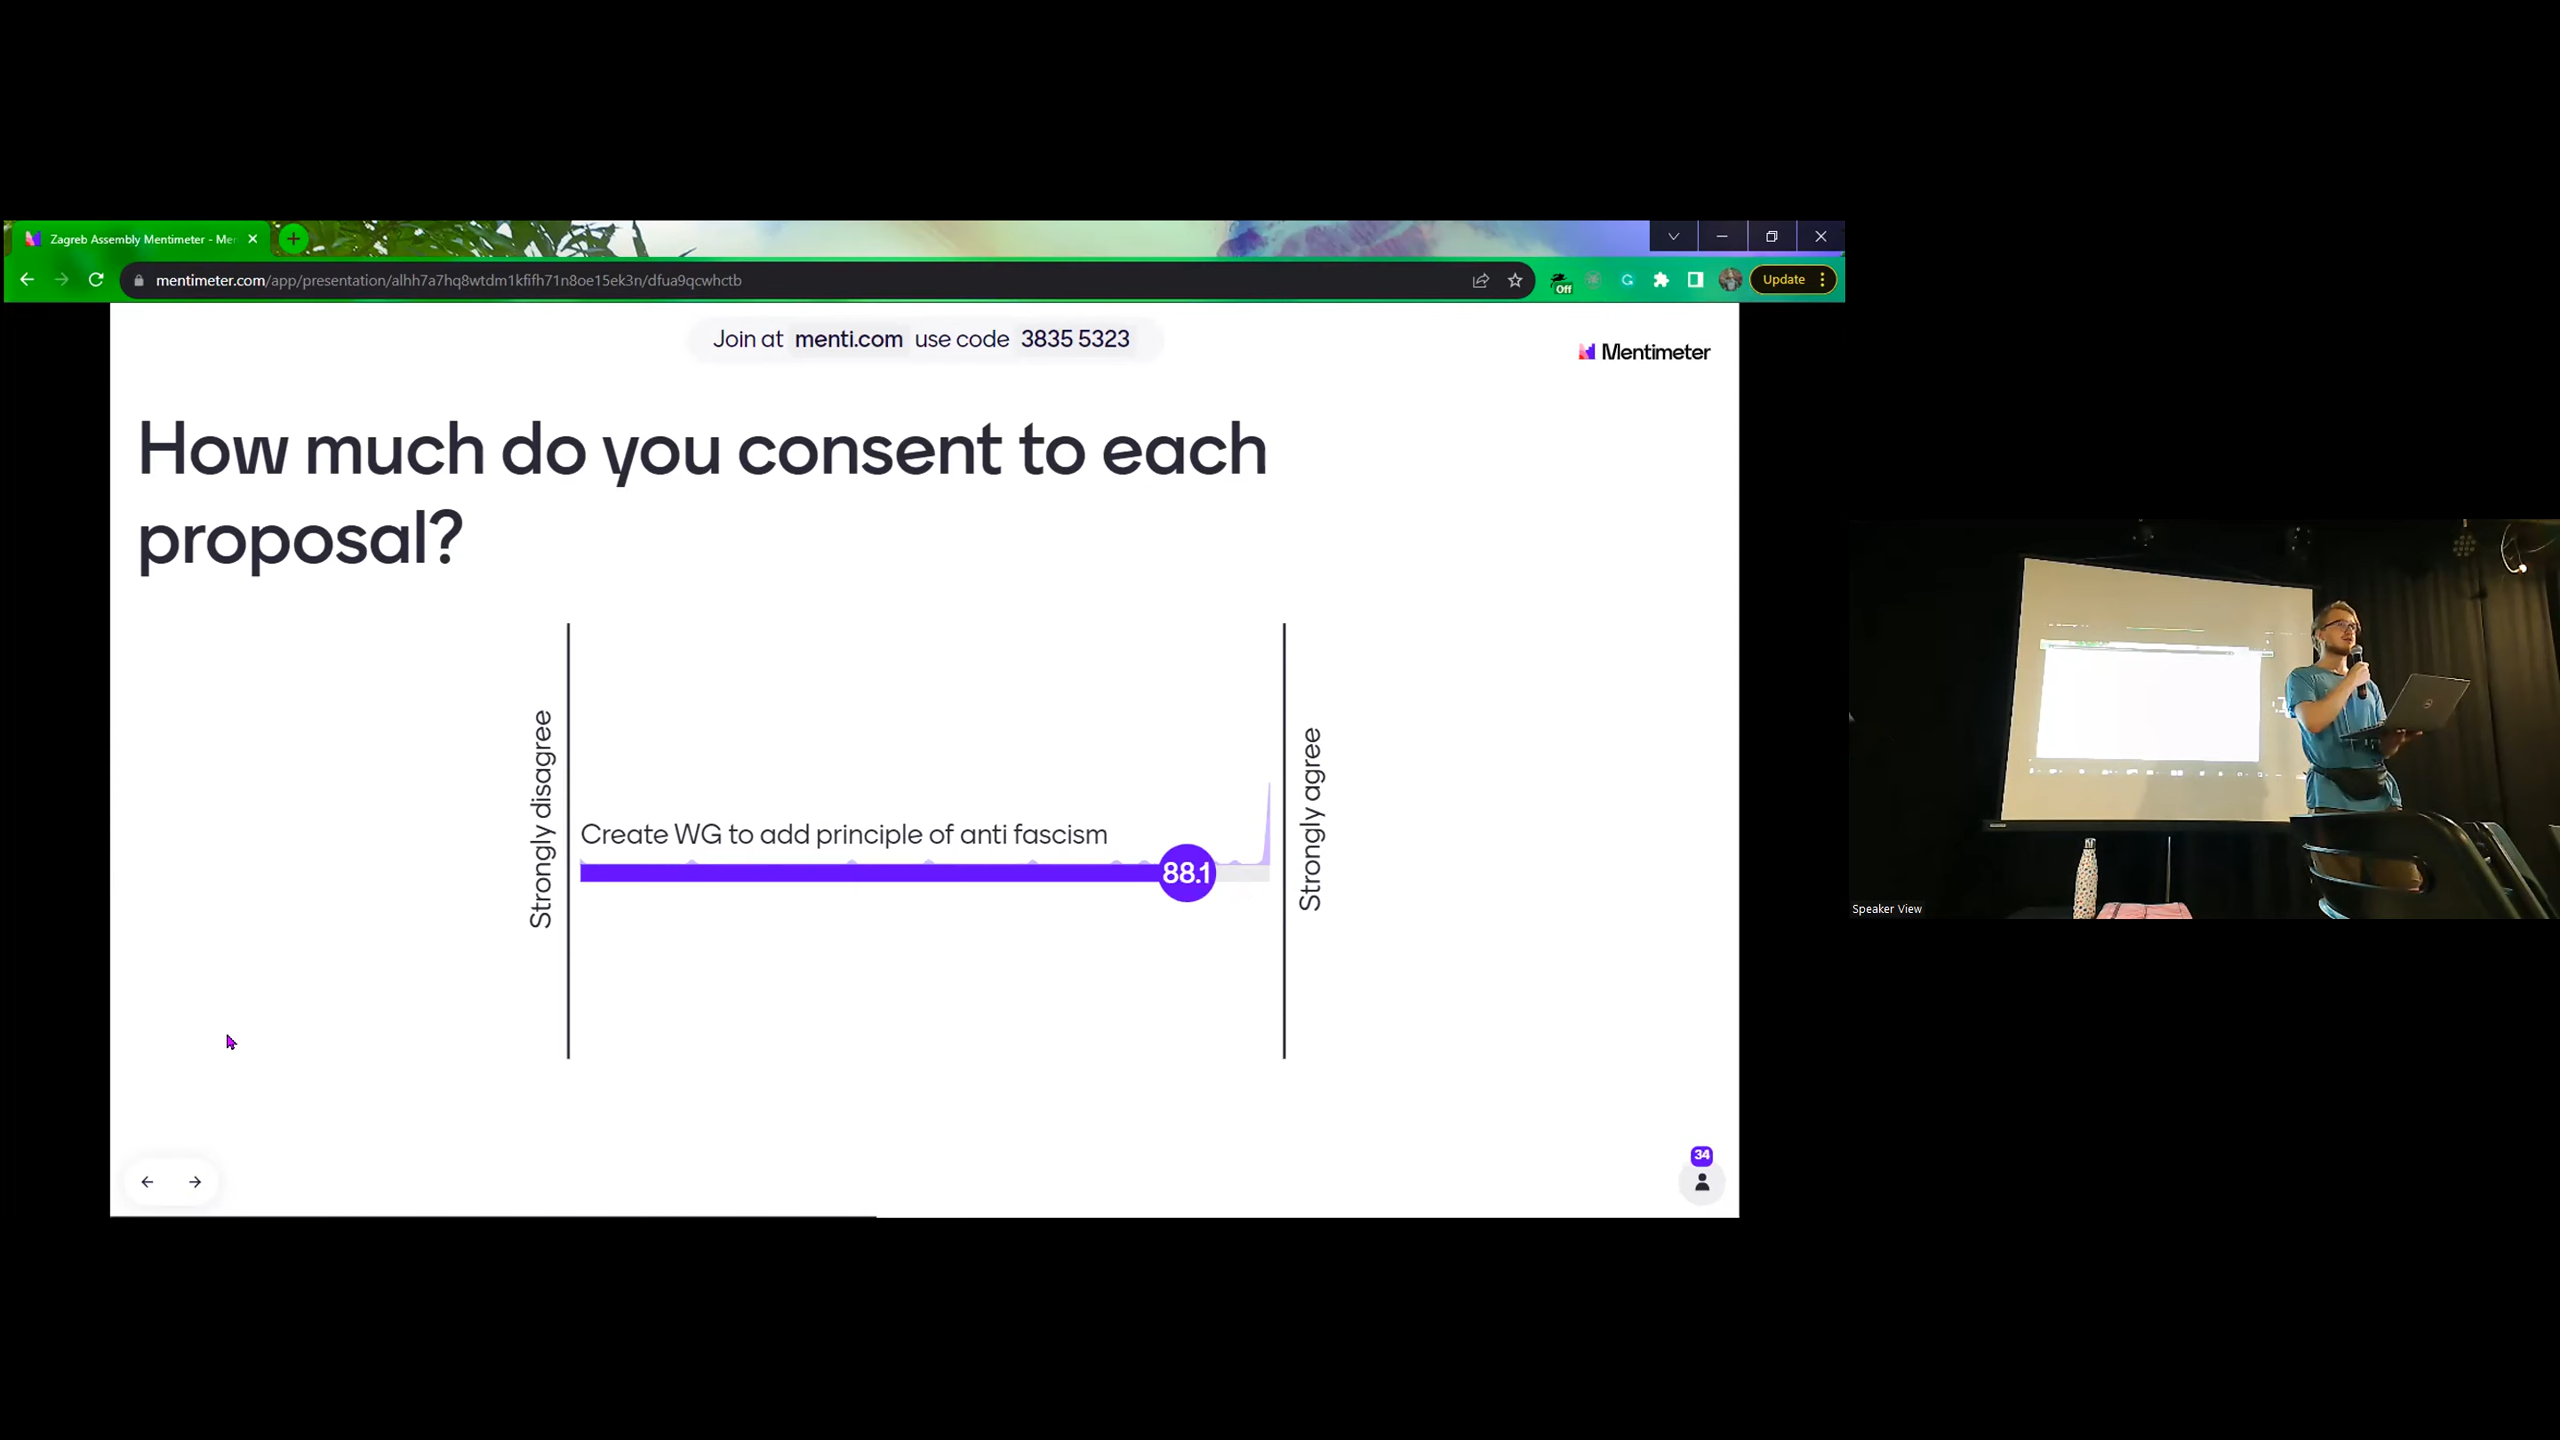 Zagreb Assembly Mentimeter - Me
mentimeter.com/app/presentation/alhh7a7hq8wtdm1kfifh71n8oe15ek3n/dfua9qcwhctb
Off
Update
Join at menti.com use code 3835 5323
Mentimeter
How much do you consent to each
proposal?
Strongly disagree
Create WG to add principle of anti fascism
88.1
Strongly agree
34
Speaker View